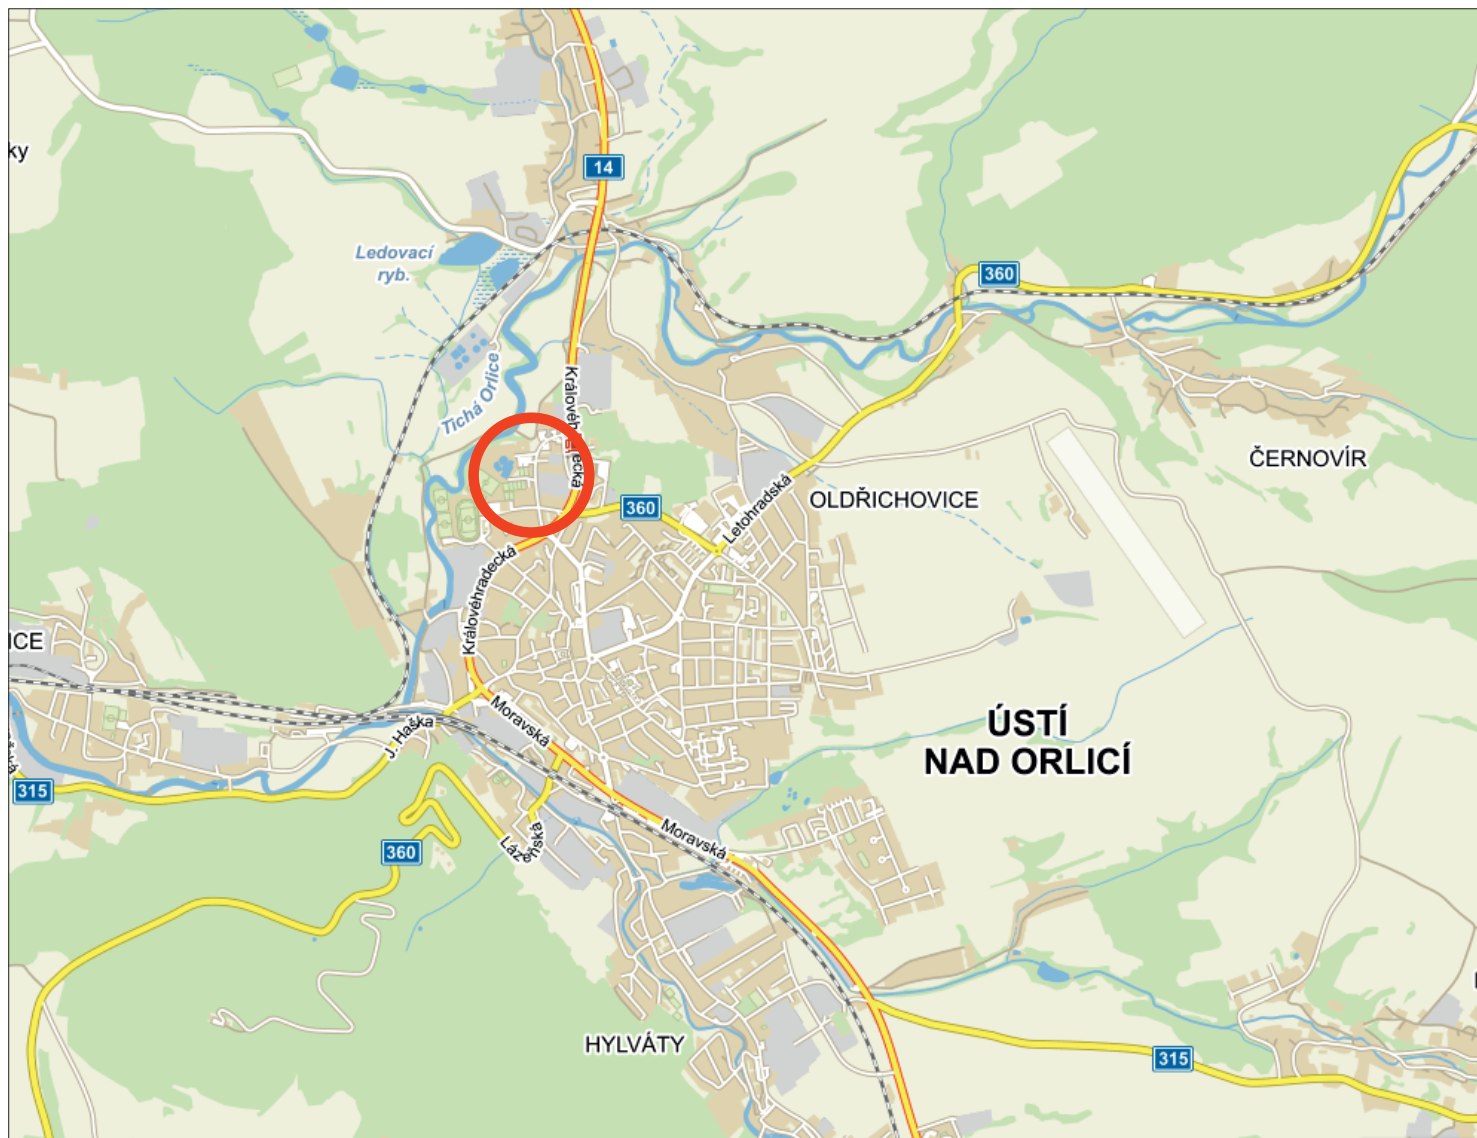 14
ky
Ledovací
ryb.
360
Tichá Orlice
Královéhradecká
ČERNOVÍR
OLDŘICHOVICE
360
Letohradská
Královéhradecká
ICE
ÚSTÍ
NAD ORLICÍ
Moravská
J. Haška
315
Moravská
360
Lázeňská
HYLVÁTY
315